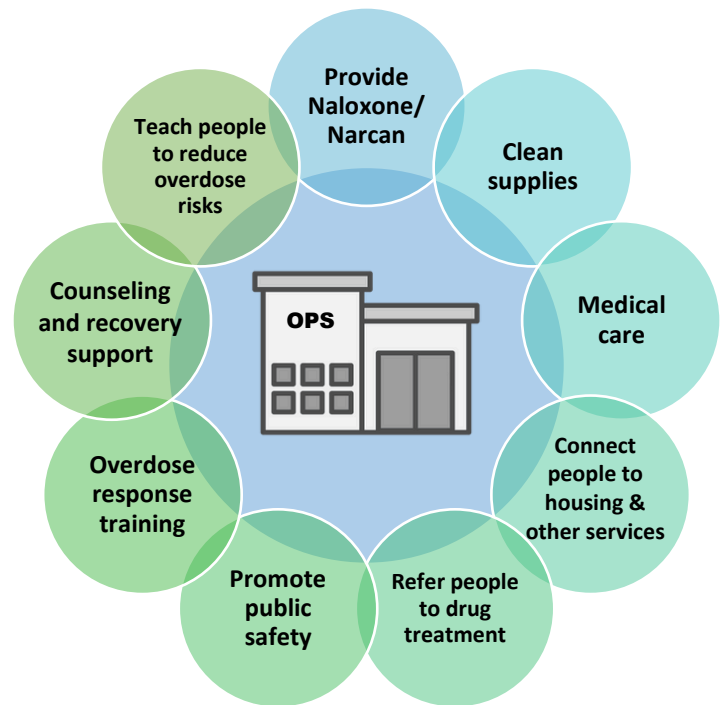 Provide
Naloxone/
Narcan
Clean
supplies
Medical
care
Connect
people to
housing &
other services
Refer people
to drug
treatment
Promote
public
safety
Overdose
response
training
Counseling
and recovery
support
Teach people
to reduce
overdose
risks
OPS